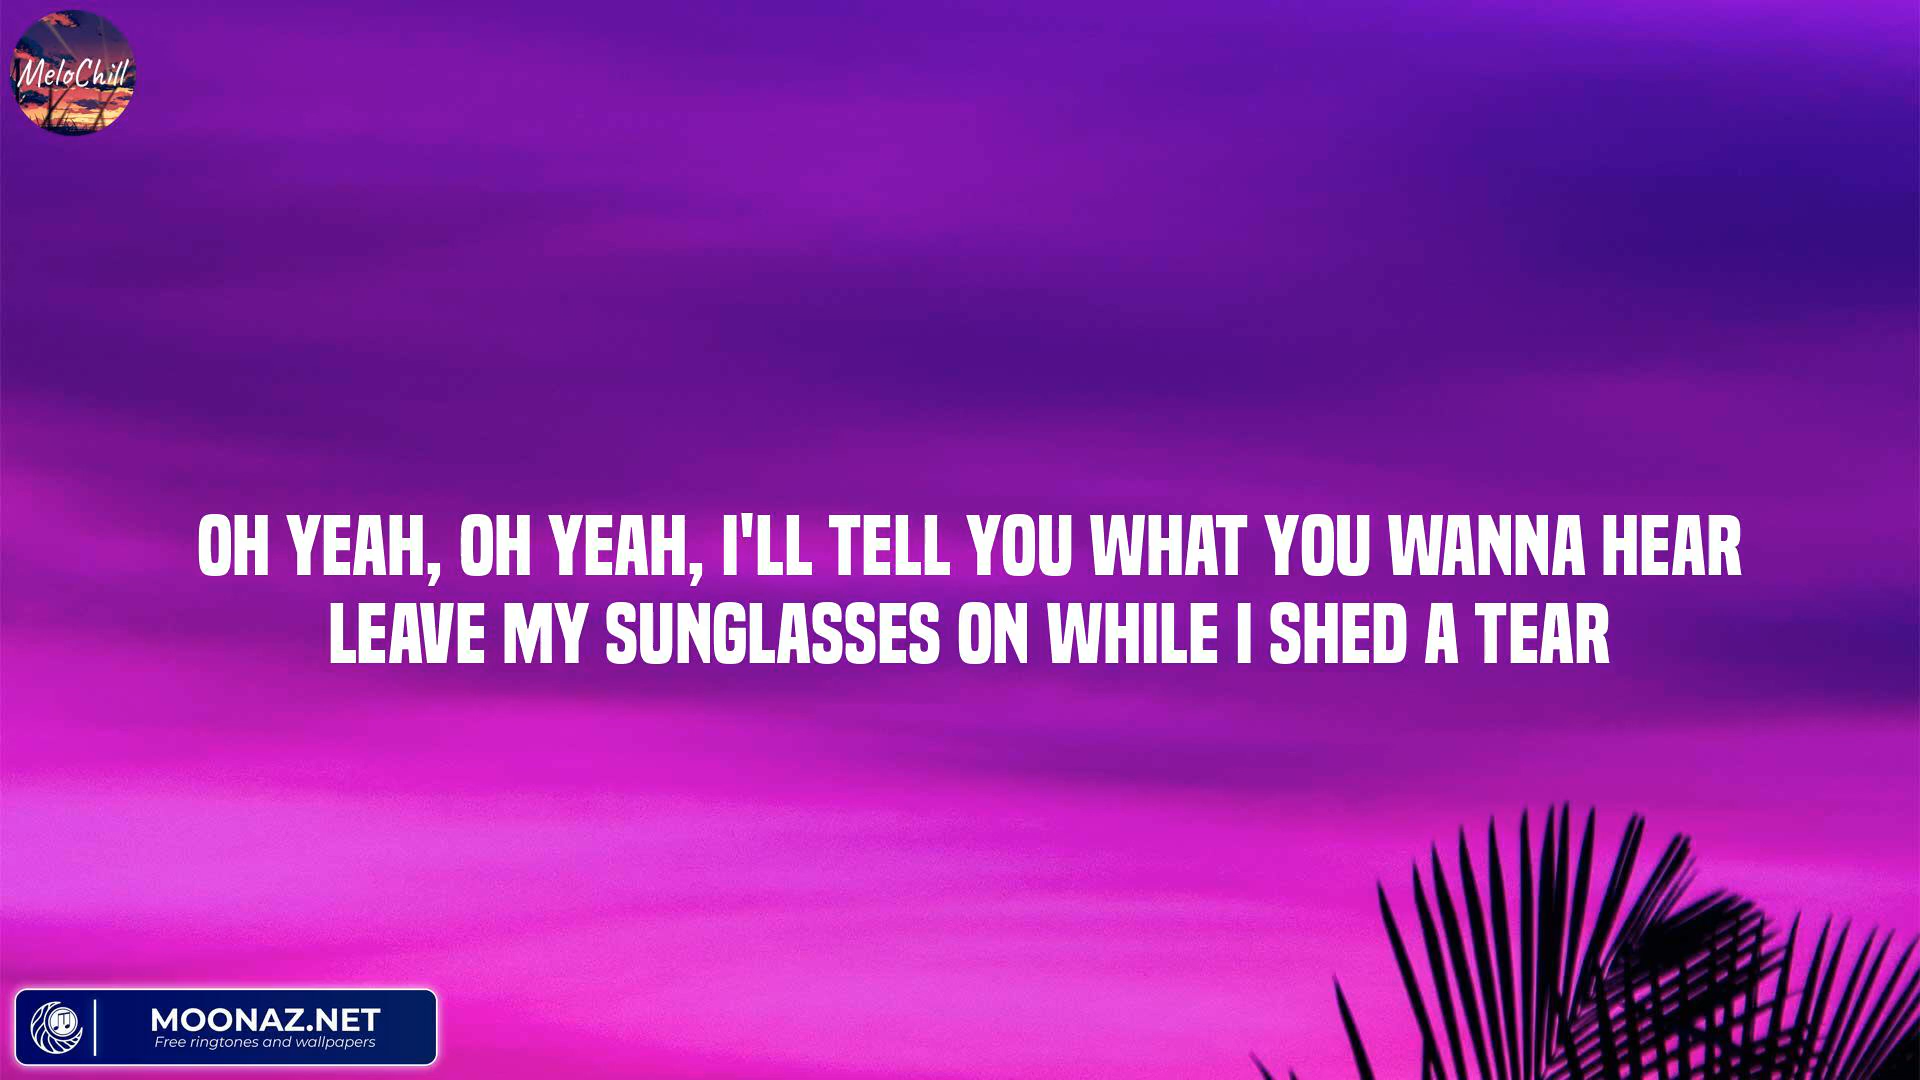 MeloChill
OH YEAH, OH YEAH, I'LL TELL YOU WHAT YOU WANNA HEAR
LEAVE MY SUNGLASSES ON WHILE I SHED A TEAR
MOONAZ.NET
Free ringtones and wallpapers